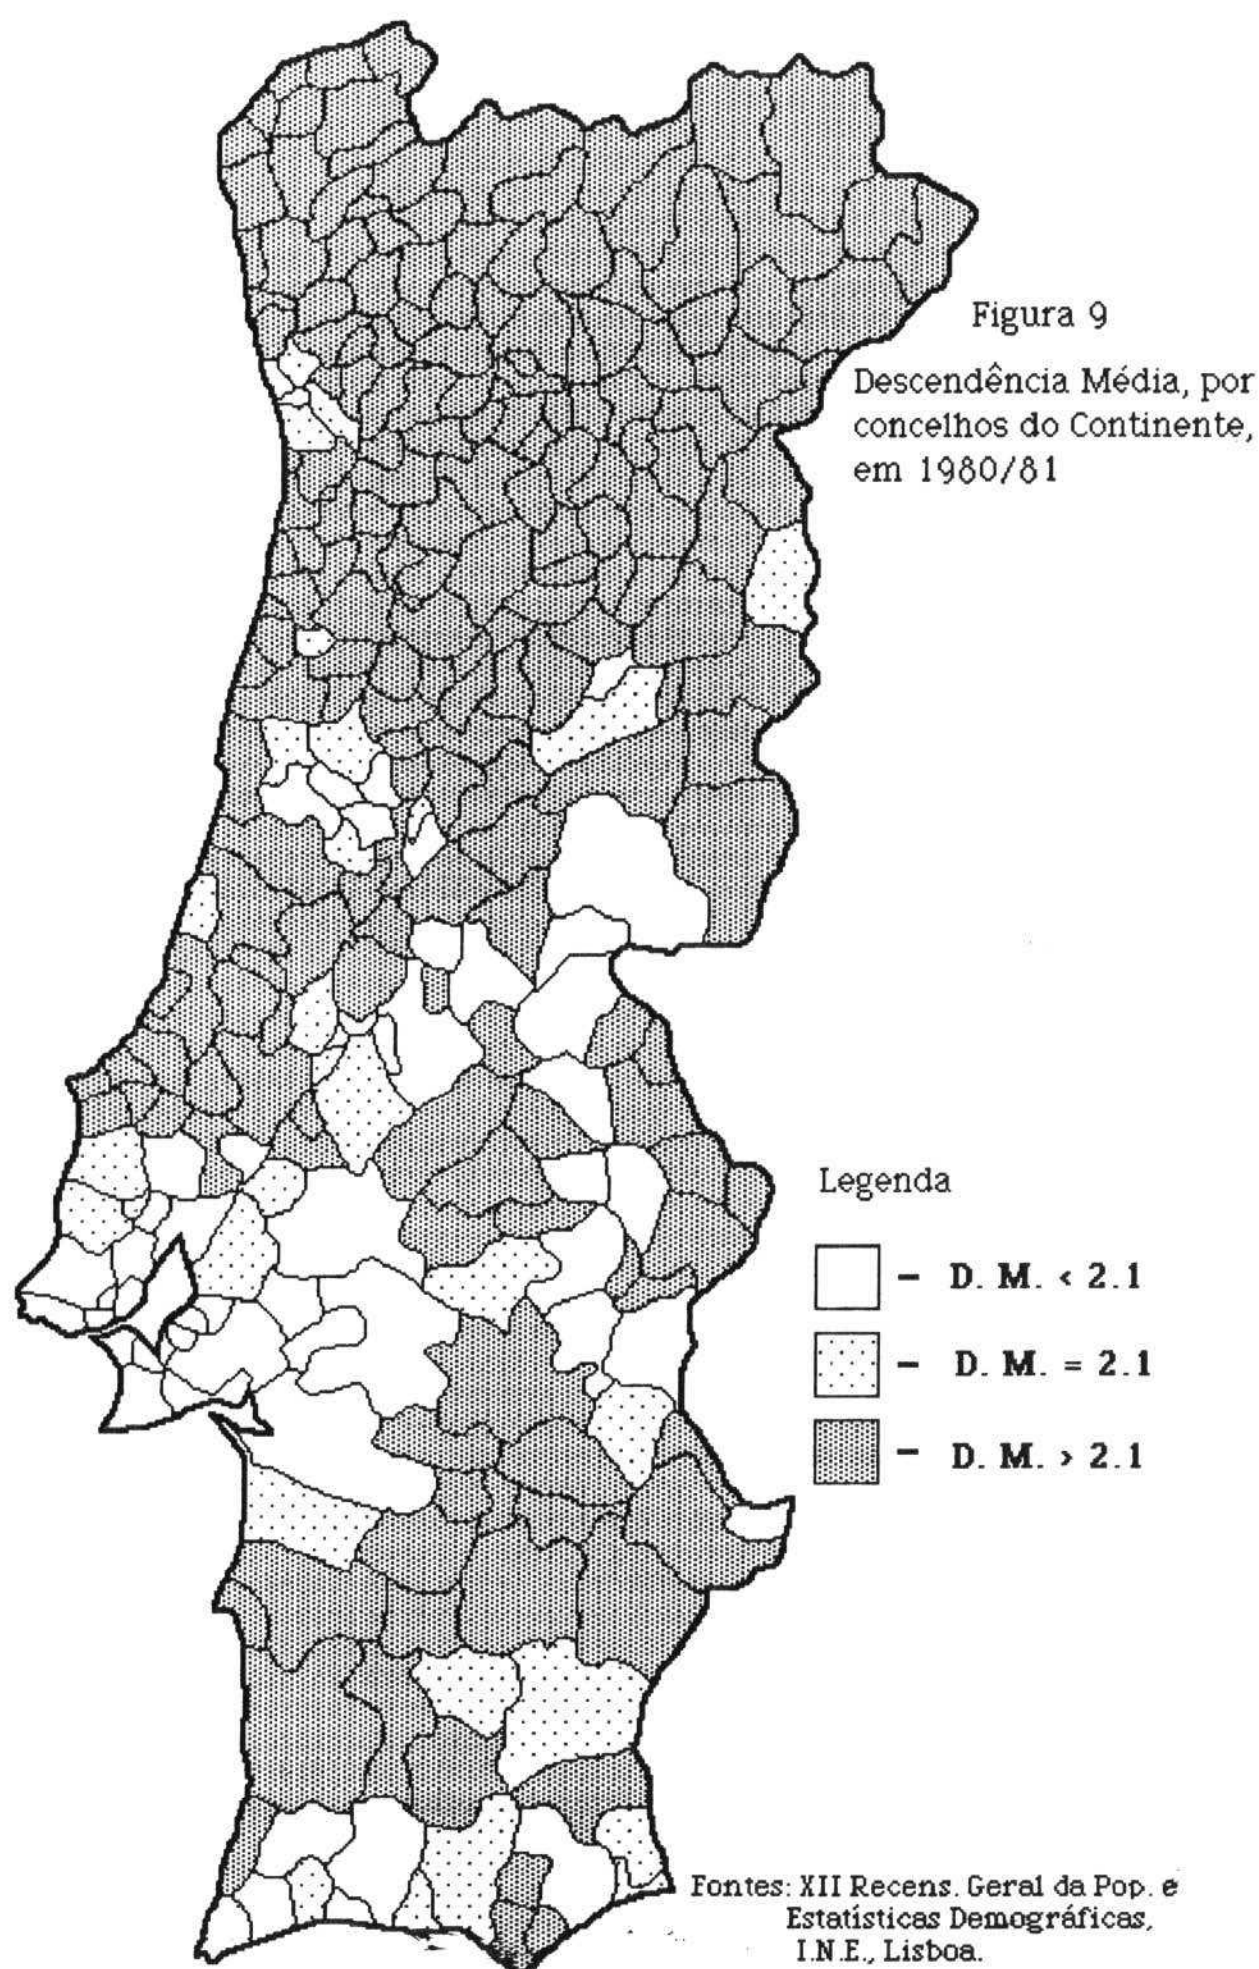 Figura 9
Descendência Média, por
concelhos do Continente,
em 1980/81
Legenda
- D. M. < 2.1
- D. M. = 2.1
- D. M. > 2.1
Fontes: XII Recens. Geral da Pop. e
Estatísticas Demográficas,
I.N.E., Lisboa.